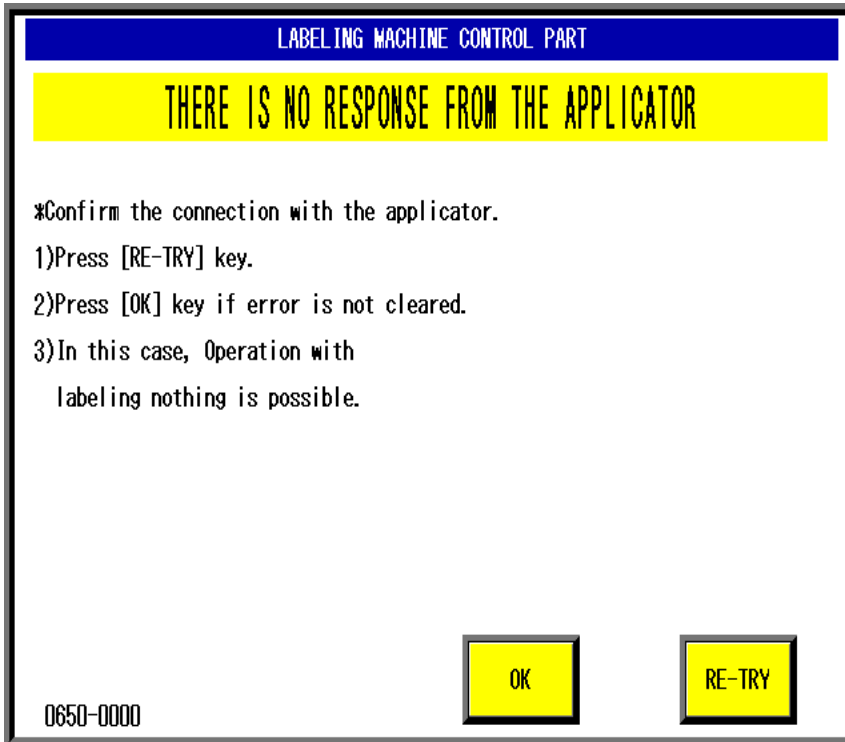 LABELING MACHINE CONTROL PART
THERE IS NO RESPONSE FROM THE APPLICATOR
*Confirm the connection with the applicator.
1)Press [RE-TRY] key.
2)Press [OK] key if error is not cleared.
3)In this case, Operation with
labeling nothing is possible.
OK
RE-TRY
0650-0000